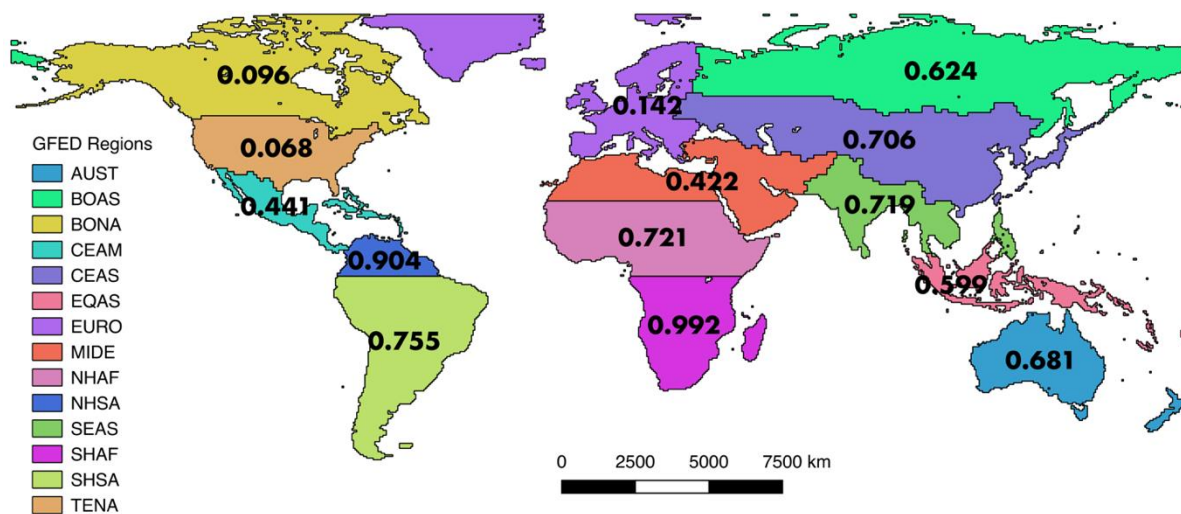 0.096
0.624
0.142
0.706
0.068
0.422
0.719
0.441
0.721
0.904
0.599
0.992
0.755
0.681
GFED Regions
AUST
BOAS
BONA
CEAM
CEAS
EQAS
EURO
MIDE
NHAF
NHSA
SEAS
SHAF
SHSA
TENA
0 2500 5000 7500 km